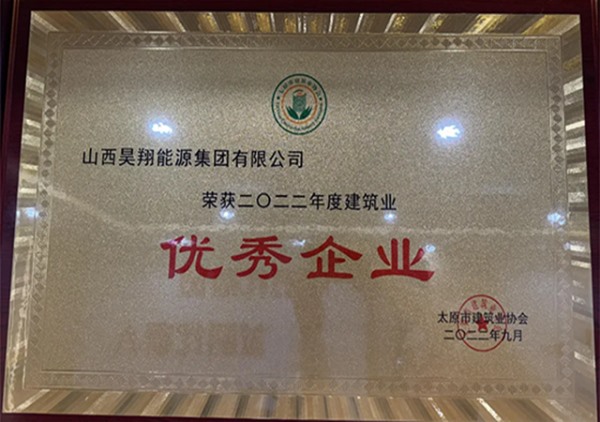 山西昊翔能源集团有限公司
荣获二〇二二年度建筑业
优秀企业
太原市建筑业协会
二〇二二年九月